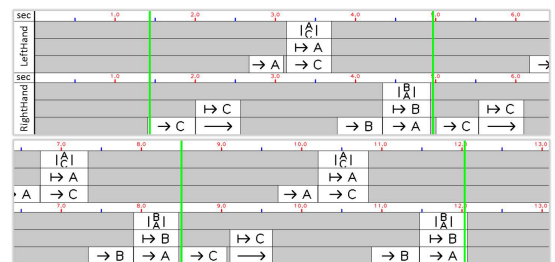 sec 1,0 2,0 3,0 4,0 5,0 6,0
LeftHand
|A C|
↦ A
→ A → C →
sec 1,0 2,0 3,0 4,0 5,0 6,0
RightHand
|B A|
↦ C ↦ B ↦ C
→ C ⟶ → B → A → C ⟶
7,0 8,0 9,0 10,0 11,0 12,0 13,0
|A C| |A C|
↦ A ↦ A
→ A → C → A → C
7,0 8,0 9,0 10,0 11,0 12,0 13,0
|B A| |B A|
↦ B ↦ C ↦ B
→ B → A → C ⟶ → B → A